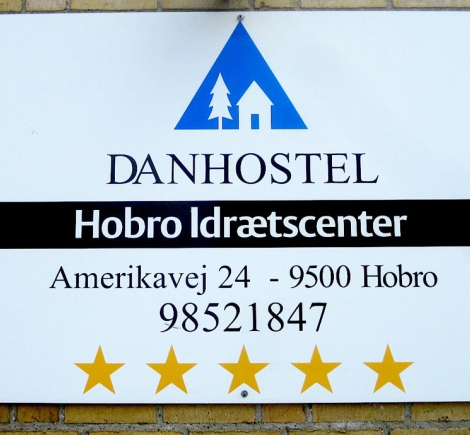 DANHOSTEL
Hobro Idrætscenter
Amerikavej 24 - 9500 Hobro
98521847